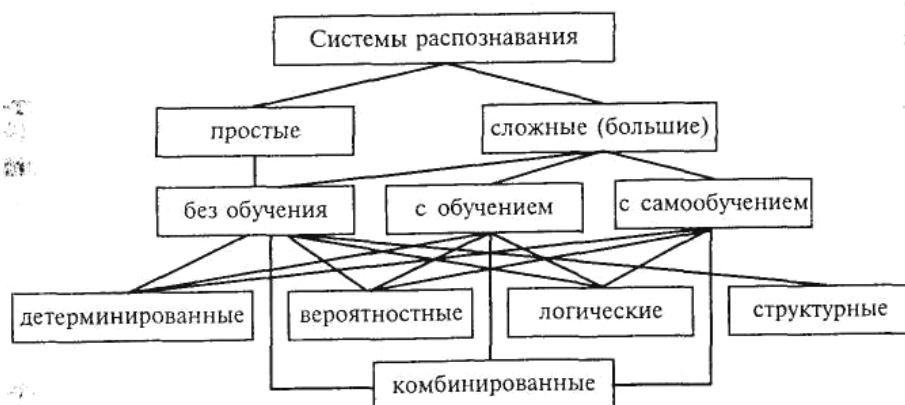 Системы распознавания
простые
сложные (большие)
без обучения
с обучением
с самообучением
детерминированные
вероятностные
логические
структурные
комбинированные